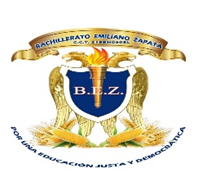 BACHILLERATO EMILIANO ZAPATA
B.E.Z.
POR UNA EDUCACIÓN JUSTA Y DEMOCRÁTICA